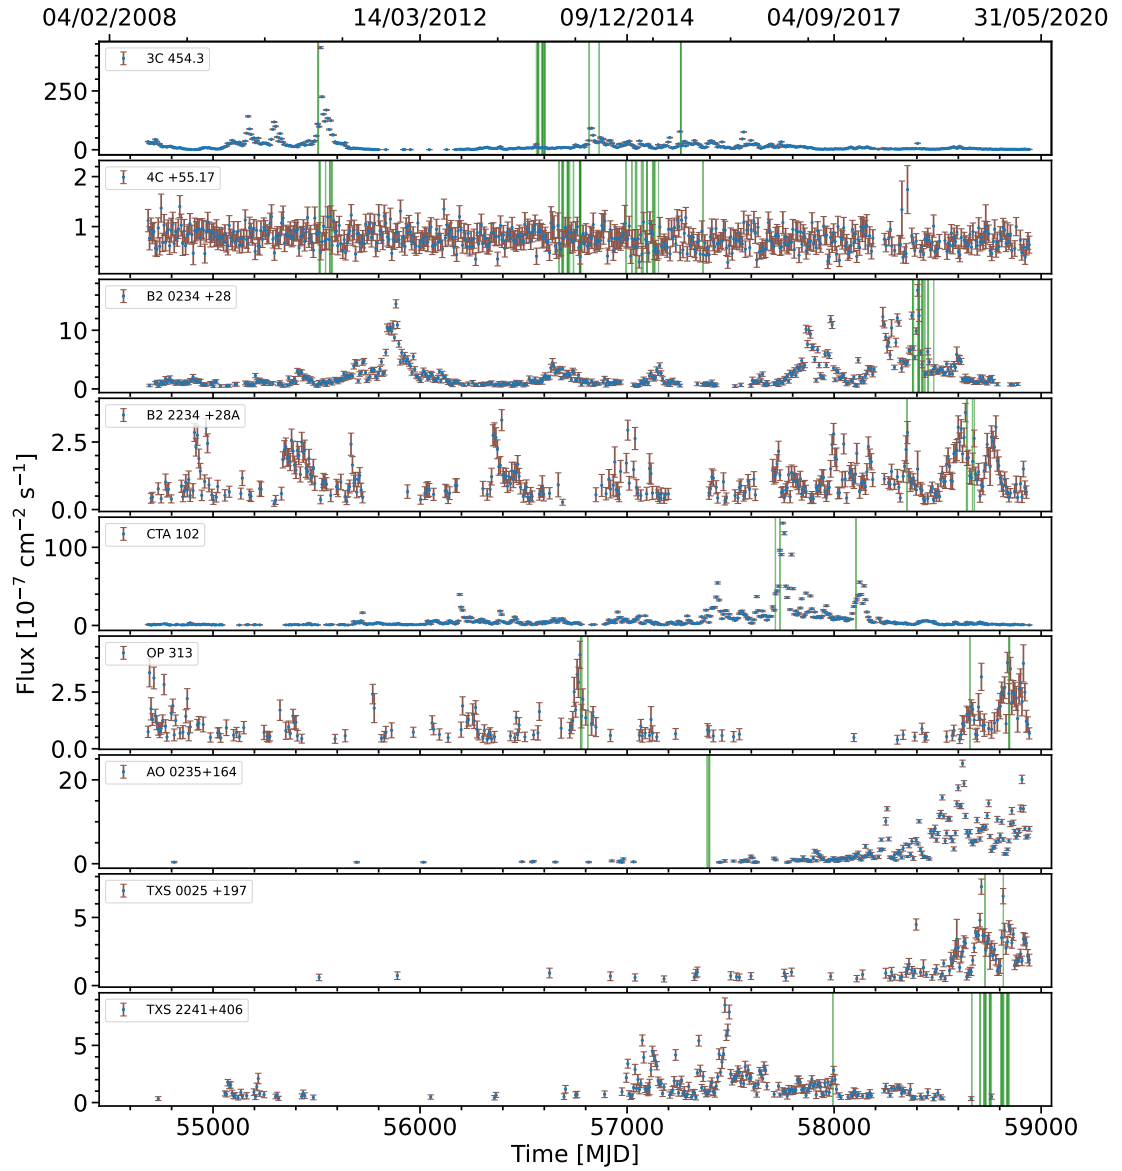 04/02/2008 14/03/2012 09/12/2014 04/09/2017 31/05/2020
3C 454.3
250
0
4C +55.17
2
1
B2 0234 +28
10
0
B2 2234 +28A
2.5
0.0
CTA 102
100
0
OP 313
2.5
0.0
AO 0235+164
20
0
TXS 0025 +197
5
0
TXS 2241+406
5
0
Flux [10⁻⁷ cm⁻² s⁻¹]
55000 56000 57000 58000 59000
Time [MJD]